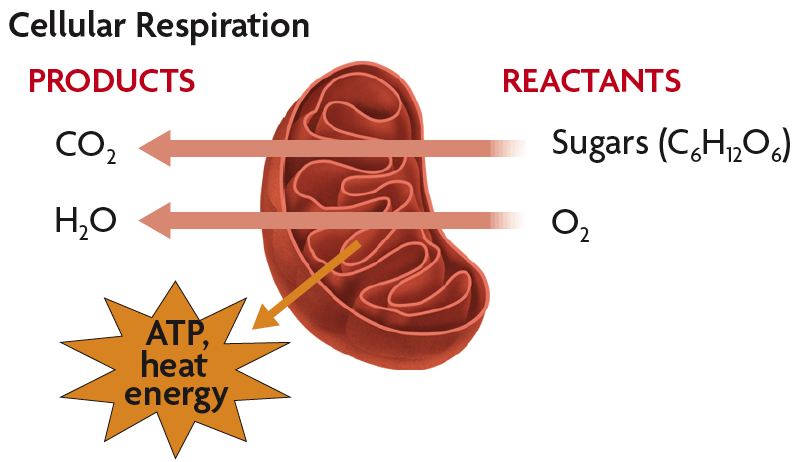 Cellular Respiration
PRODUCTS
REACTANTS
CO₂
Sugars (C₆H₁₂O₆)
H₂O
O₂
ATP,
heat
energy